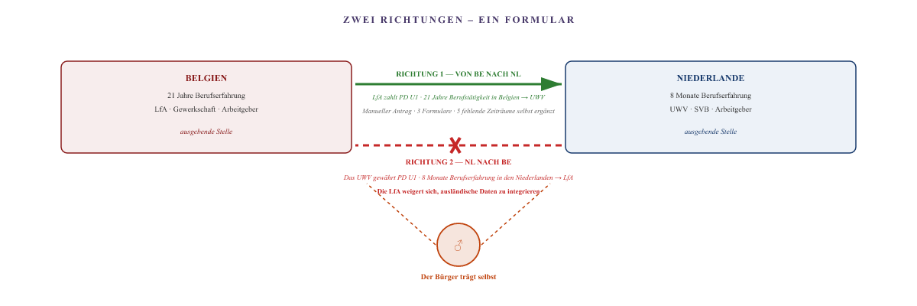 ZWEI RICHTUNGEN – EIN FORMULAR
BELGIEN
21 Jahre Berufserfahrung
LfA · Gewerkschaft · Arbeitgeber
ausgebende Stelle
RICHTUNG 1 — VON BE NACH NL
LfA zahlt PD U1 · 21 Jahre Berufstätigkeit in Belgien → UWV
Manueller Antrag · 3 Formulare · 5 fehlende Zeiträume selbst ergänzt
NIEDERLANDE
8 Monate Berufserfahrung
UWV · SVB · Arbeitgeber
ausgebende Stelle
RICHTUNG 2 — NL NACH BE
Das UWV gewährt PD U1 · 8 Monate Berufserfahrung in den Niederlanden → LfA
Die LfA weigert sich, ausländische Daten zu integrieren
Der Bürger trägt selbst